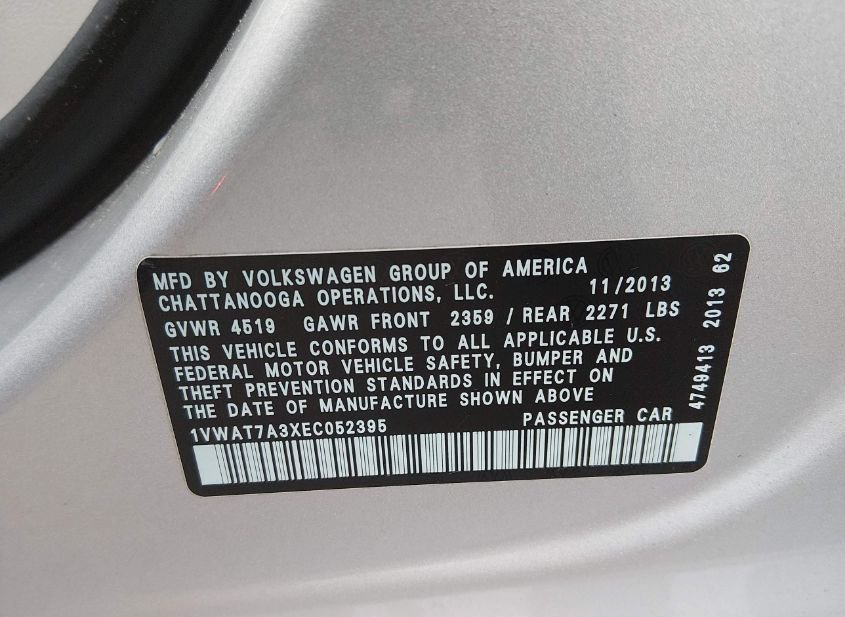 MFD BY VOLKSWAGEN GROUP OF AMERICA
CHATTANOOGA OPERATIONS, LLC. 11/2013
GVWR 4519 GAWR FRONT 2359 / REAR 2271 LBS
THIS VEHICLE CONFORMS TO ALL APPLICABLE U.S.
FEDERAL MOTOR VEHICLE SAFETY, BUMPER AND
THEFT PREVENTION STANDARDS IN EFFECT ON
THE DATE OF MANUFACTURE SHOWN ABOVE
1VWAT7A3XEC052395 PASSENGER CAR
4749413 2013 62